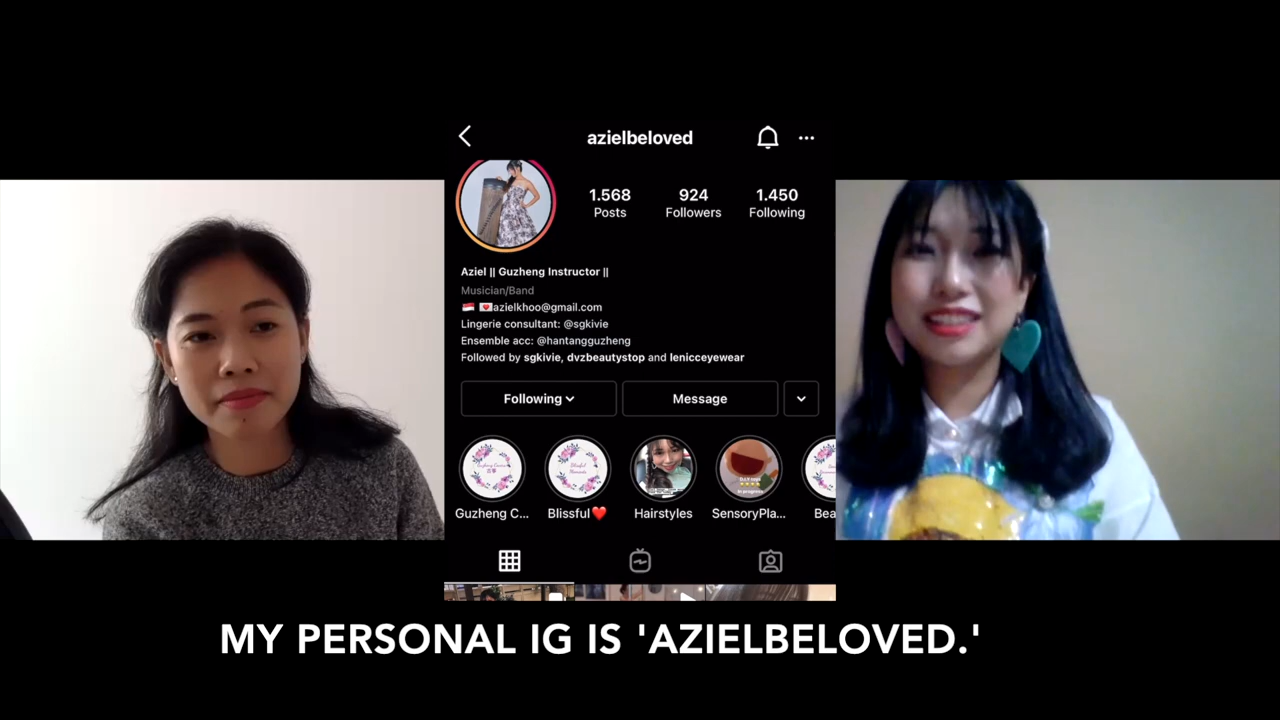 azielbeloved
1.568
Posts
924
Followers
1.450
Following
Aziel || Guzheng Instructor ||
Musician/Band
azielkhoo@gmail.com
Lingerie consultant: @sgkivie
Ensemble acc: @hantangguzheng
Followed by sgkivie, dvzbeautystop and lenicceyewear
Following
Message
Guzheng C...
Blissful❤️
Hairstyles
SensoryPla...
Bea
MY PERSONAL IG IS 'AZIELBELOVED.'